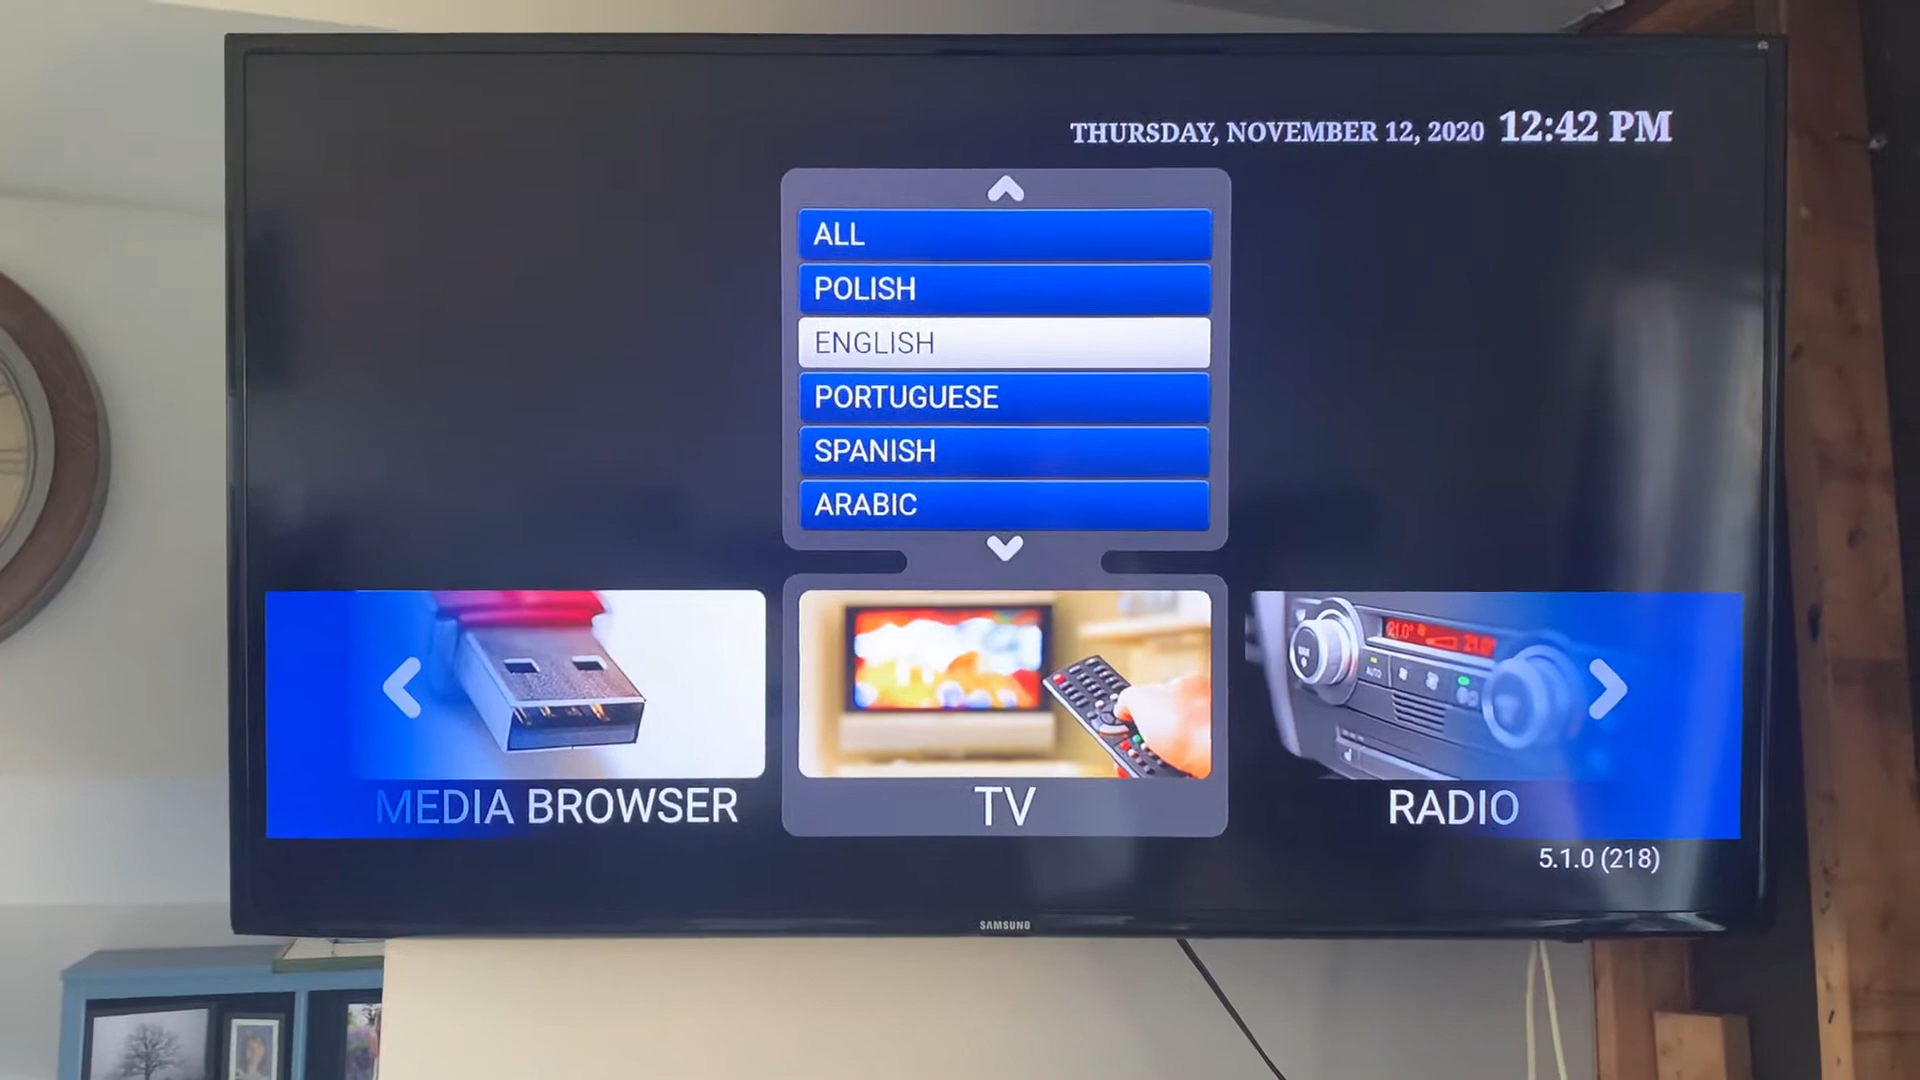 THURSDAY, NOVEMBER 12, 2020 12:42 PM
ALL
POLISH
ENGLISH
PORTUGUESE
SPANISH
ARABIC
AUTO
MEDIA BROWSER
TV
RADIO
5.1.0 (218)
SAMSUNG